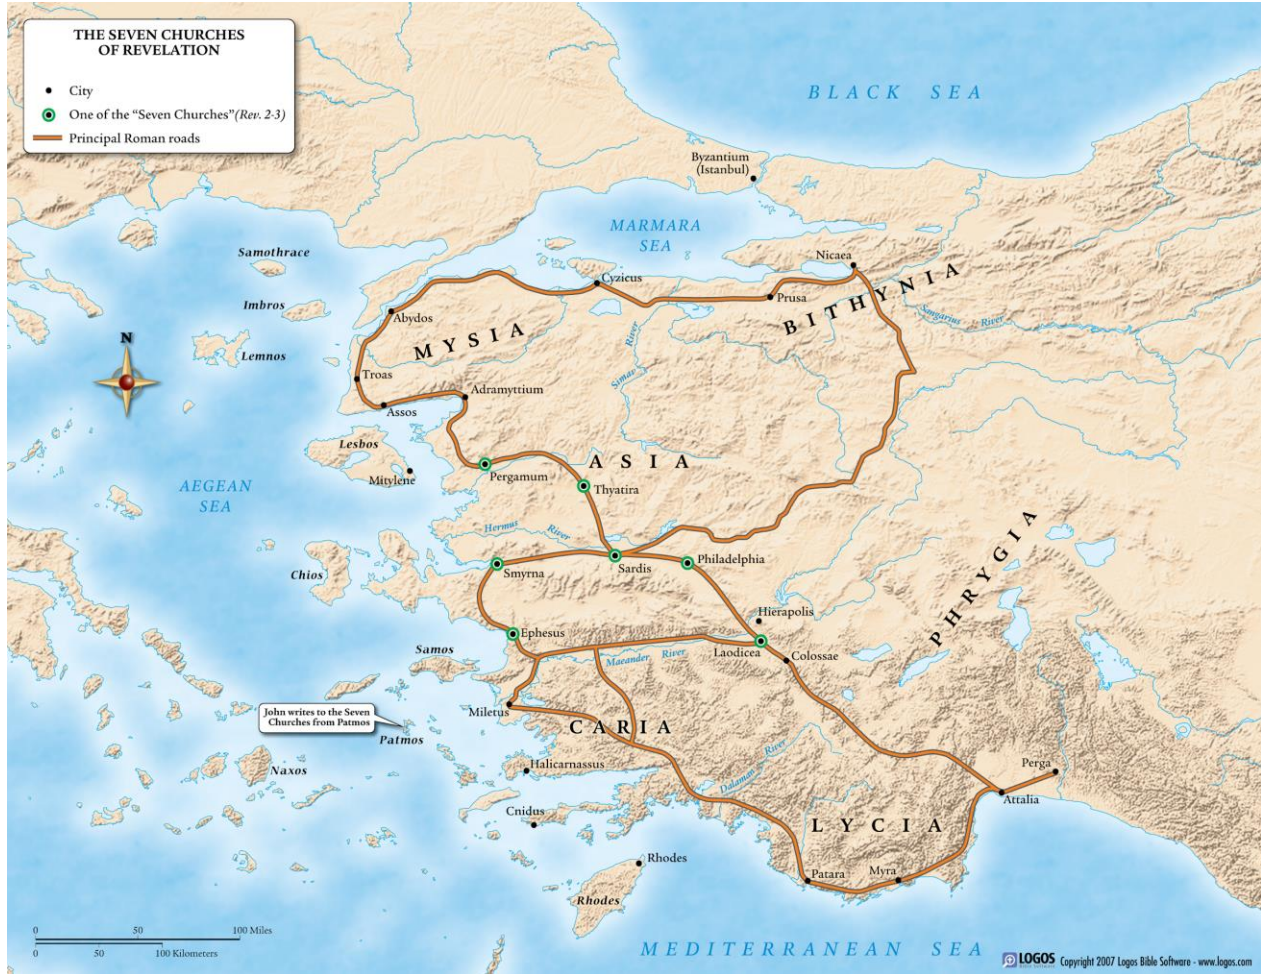 THE SEVEN CHURCHES
OF REVELATION
City
One of the "Seven Churches" (Rev. 2-3)
Principal Roman roads
BLACK SEA
Byzantium
(Istanbul)
MARMARA
SEA
Samothrace
Nicaea
Cyzicus
Prusa
BITHYNIA
Imbros
Abydos
Sangarius River
N
MYSIA
Simav River
Lemnos
Troas
Adramyttium
Assos
Lesbos
Mitylene
ASIA
Pergamum
Thyatira
AEGEAN
SEA
Hermus River
PHRYGIA
Chios
Smyrna
Sardis
Philadelphia
Hierapolis
Ephesus
Samos
Maeander River
Laodicea
Colossae
John writes to the Seven
Churches from Patmos
Miletus
Patmos
CARIA
Naxos
Halicarnassus
Dalaman River
Perga
Attalia
Cnidus
LYCIA
Rhodes
Patara
Myra
Rhodes
0 50 100 Miles
0 50 100 Kilometers
MEDITERRANEAN SEA
LOGOS
Copyright 2007 Logos Bible Software - www.logos.com